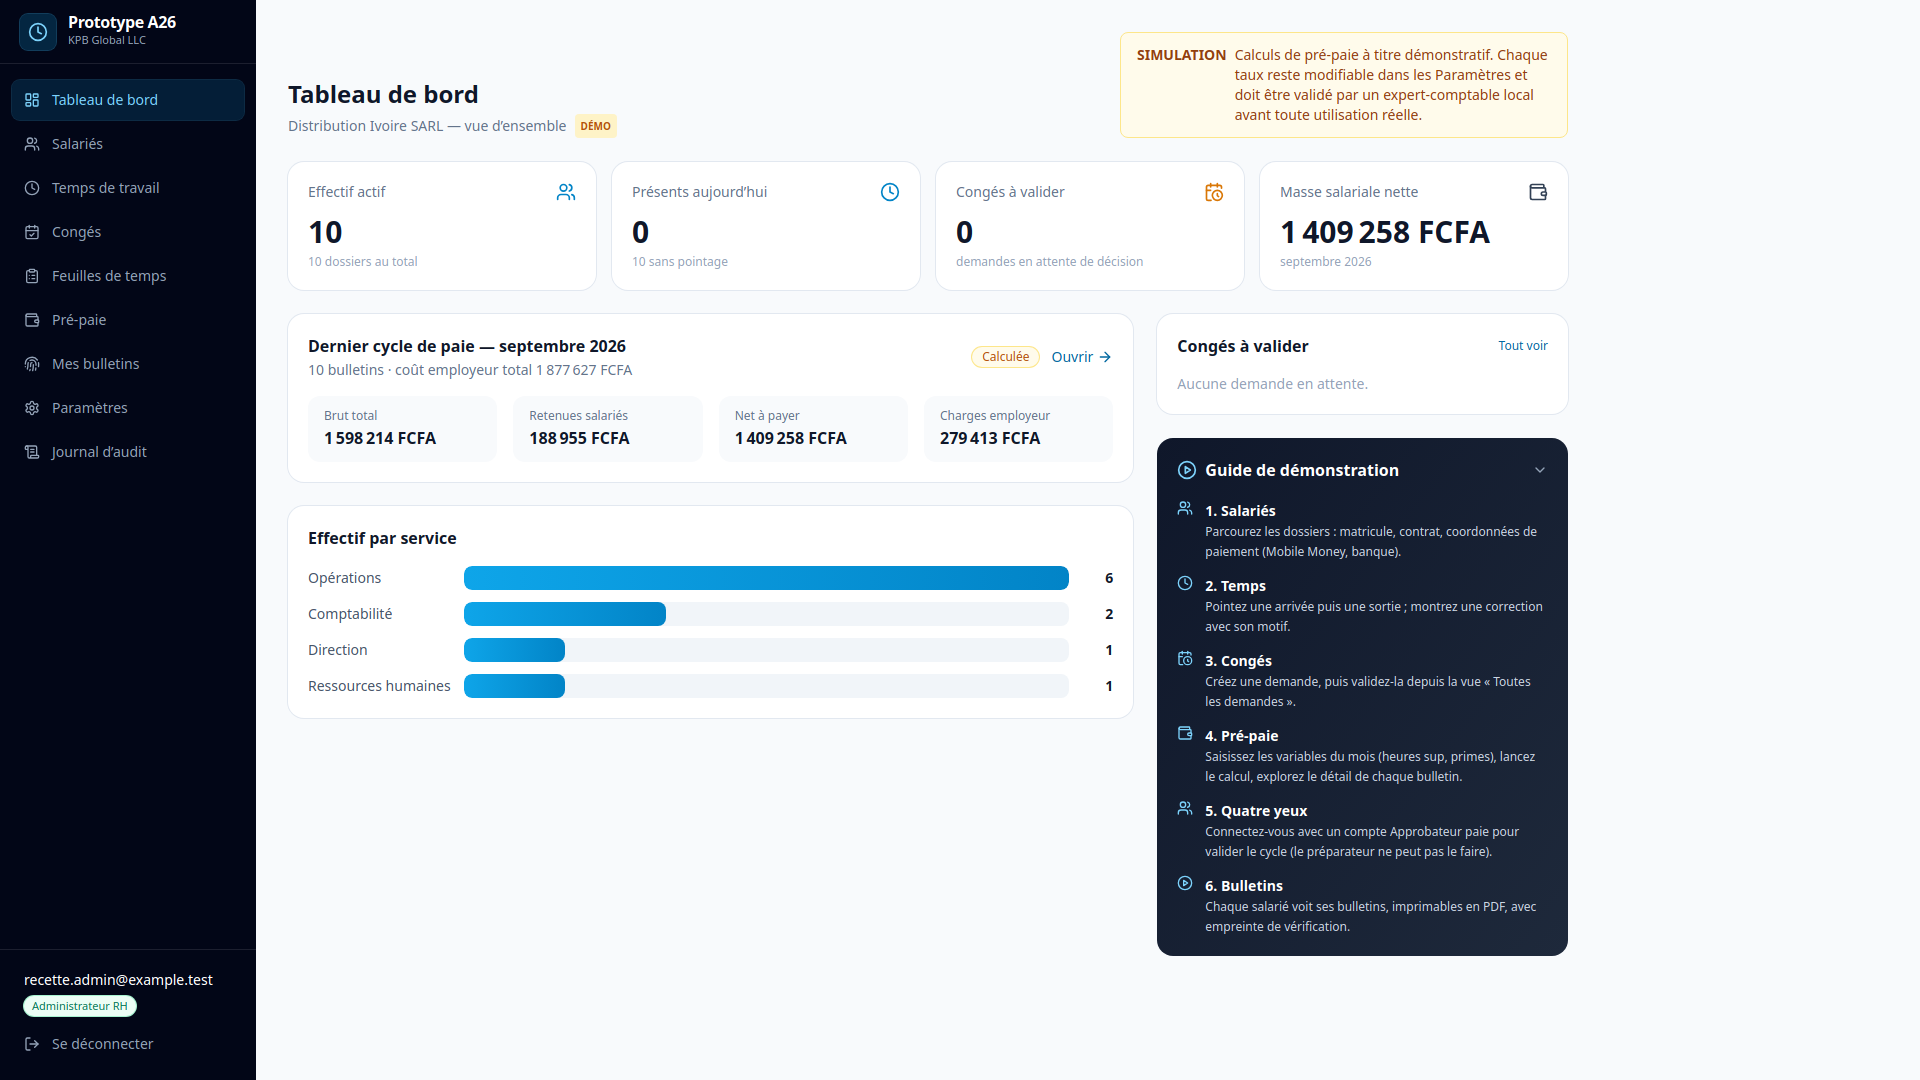 Prototype A26
KPB Global LLC
Tableau de bord
Salariés
Temps de travail
Congés
Feuilles de temps
Pré-paie
Mes bulletins
Paramètres
Journal d’audit
recette.admin@example.test
Administrateur RH
Se déconnecter
Tableau de bord
Distribution Ivoire SARL — vue d’ensemble DÉMO
SIMULATION Calculs de pré-paie à titre démonstratif. Chaque
taux reste modifiable dans les Paramètres et
doit être validé par un expert-comptable local
avant toute utilisation réelle.
Effectif actif
10
10 dossiers au total
Présents aujourd’hui
0
10 sans pointage
Congés à valider
0
demandes en attente de décision
Masse salariale nette
1 409 258 FCFA
septembre 2026
Dernier cycle de paie — septembre 2026
10 bulletins · coût employeur total 1 877 627 FCFA
Calculée Ouvrir
Brut total
1 598 214 FCFA
Retenues salariés
188 955 FCFA
Net à payer
1 409 258 FCFA
Charges employeur
279 413 FCFA
Effectif par service
Opérations 6
Comptabilité 2
Direction 1
Ressources humaines 1
Congés à valider Tout voir
Aucune demande en attente.
Guide de démonstration
1. Salariés
Parcourez les dossiers : matricule, contrat, coordonnées de
paiement (Mobile Money, banque).
2. Temps
Pointez une arrivée puis une sortie ; montrez une correction
avec son motif.
3. Congés
Créez une demande, puis validez-la depuis la vue « Toutes
les demandes ».
4. Pré-paie
Saisissez les variables du mois (heures sup, primes), lancez
le calcul, explorez le détail de chaque bulletin.
5. Quatre yeux
Connectez-vous avec un compte Approbateur paie pour
valider le cycle (le préparateur ne peut pas le faire).
6. Bulletins
Chaque salarié voit ses bulletins, imprimables en PDF, avec
empreinte de vérification.